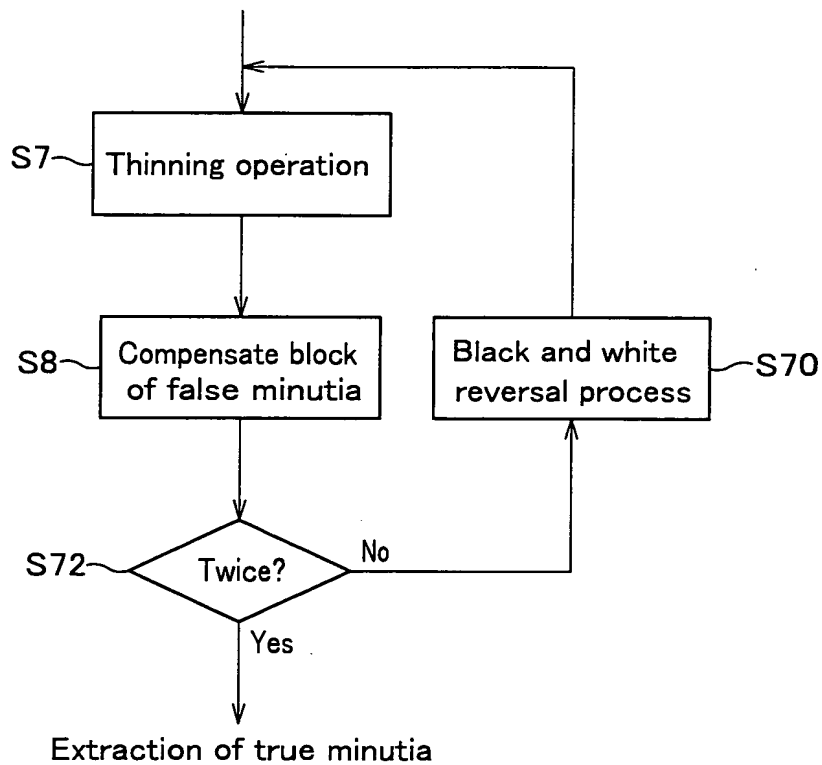 S7
Thinning operation
S8
Compensate block
of false minutia
Black and white
reversal process
S70
S72
Twice?
No
Yes
Extraction of true minutia